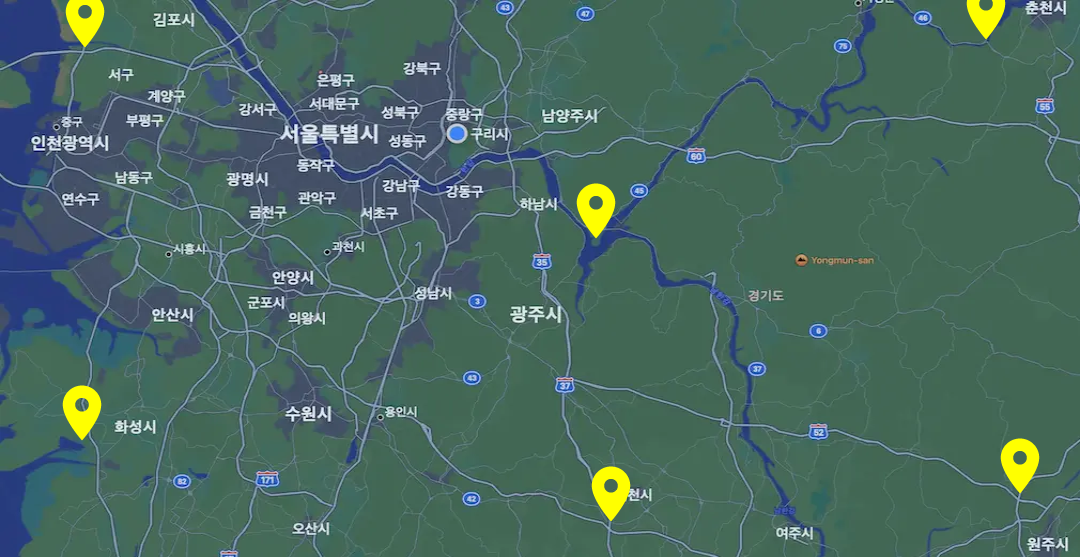 43
47
46
춘천시
김포시
75
서구
은평구
강북구
계양구
강서구
서대문구
성북구
중랑구
남양주시
55
중구
부평구
서울특별시
구리시
인천광역시
성동구
60
동작구
남동구
광명시
강남구
강동구
45
연수구
관악구
금천구
서초구
하남시
시흥시
과천시
35
Yongmun-san
안양시
성남시
경기도
군포시
3
안산시
의왕시
광주시
6
37
43
37
수원시
용인시
화성시
52
82
171
42
천시
오산시
여주시
원주시